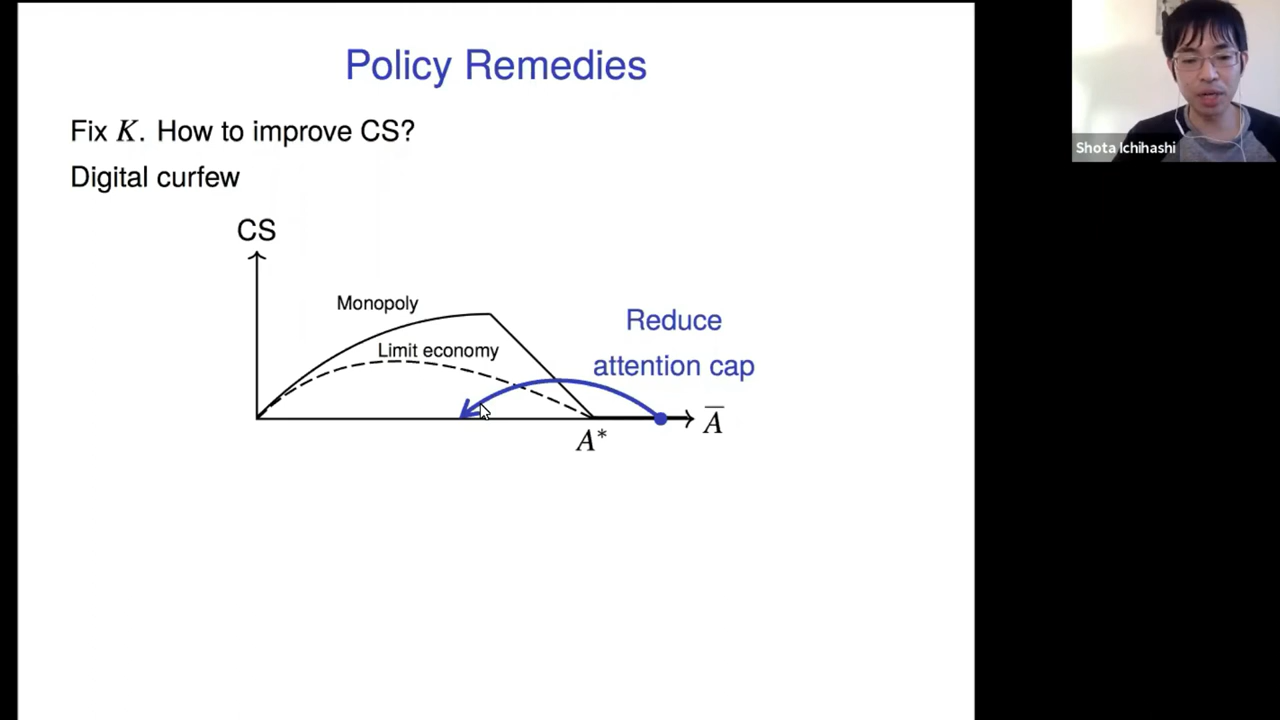 Policy Remedies
Fix K. How to improve CS?
Digital curfew
CS
Monopoly
Limit economy
Reduce
attention cap
A*
A̅
Shota Ichihashi